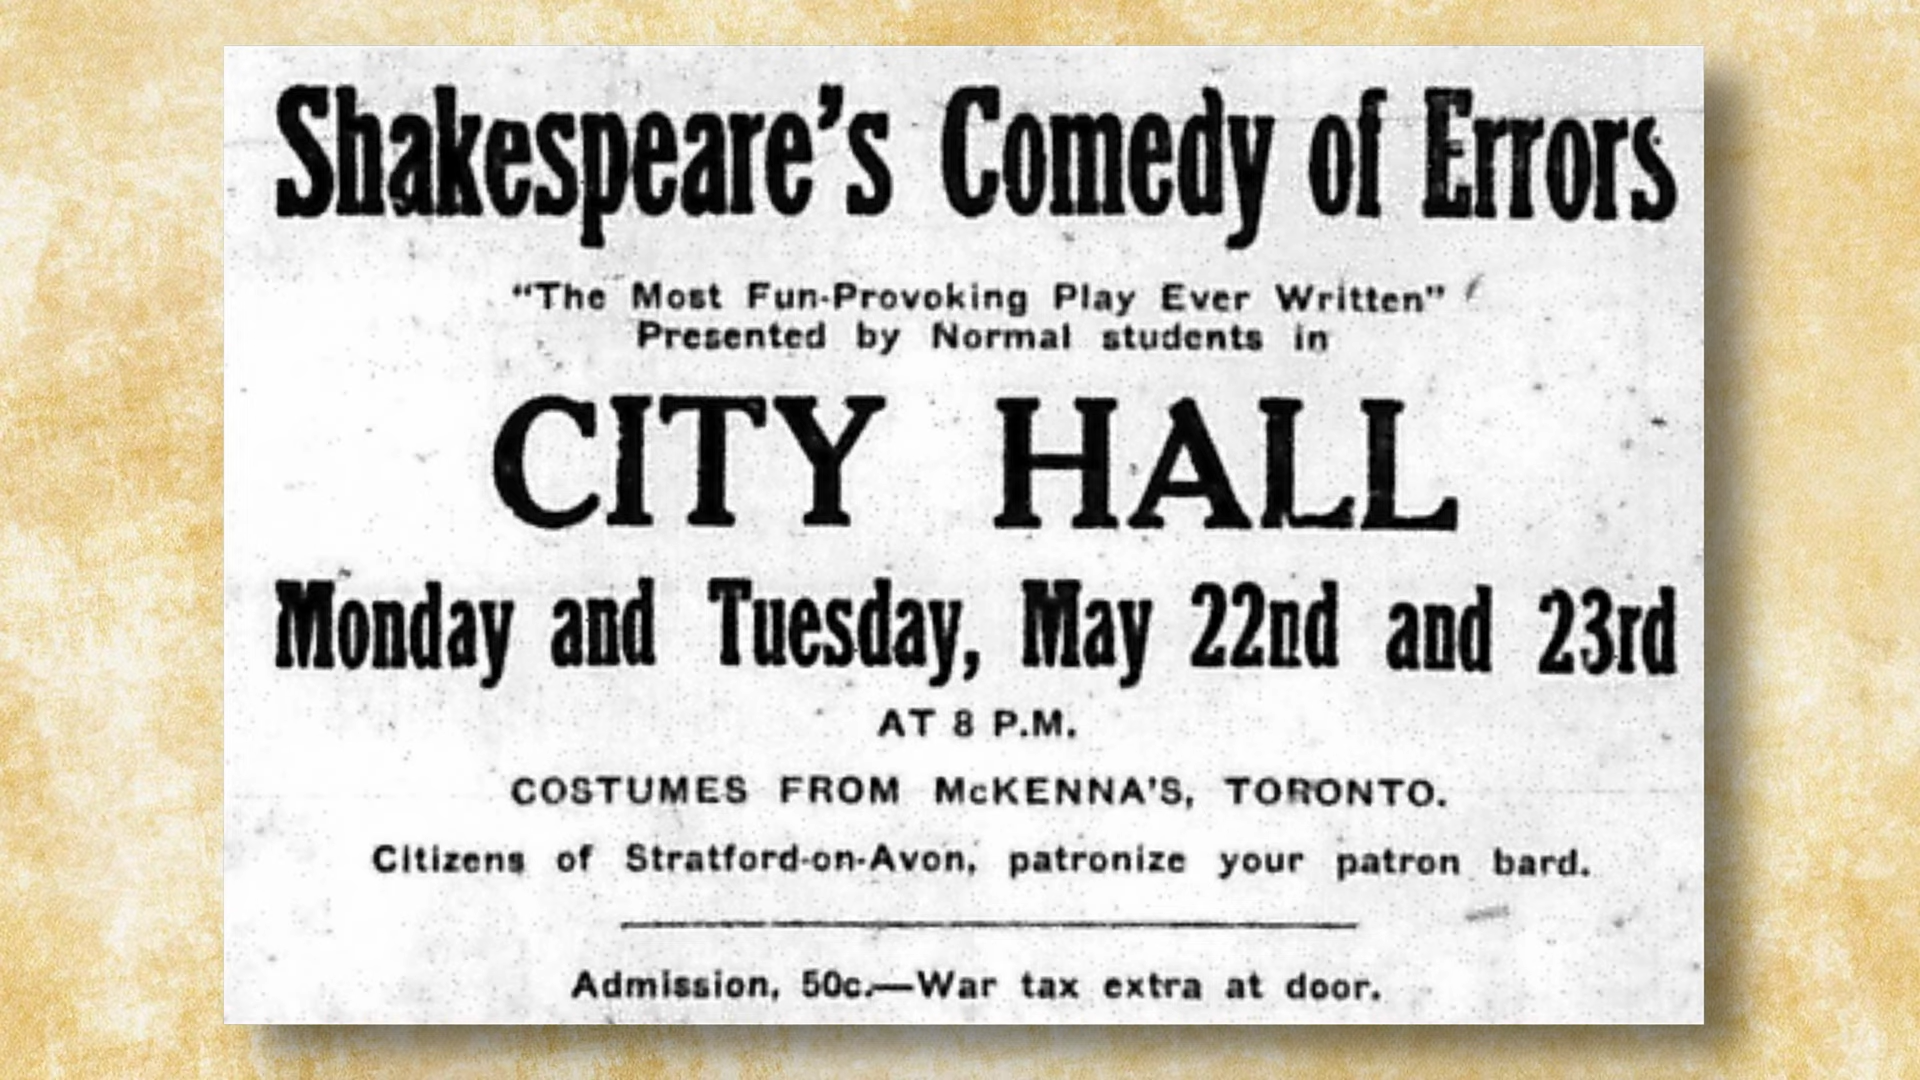 Shakespeare's Comedy of Errors
"The Most Fun-Provoking Play Ever Written"
Presented by Normal students in
CITY HALL
Monday and Tuesday, May 22nd and 23rd
AT 8 P.M.
COSTUMES FROM McKENNA'S, TORONTO.
Citizens of Stratford-on-Avon, patronize your patron bard.
Admission, 50c.—War tax extra at door.